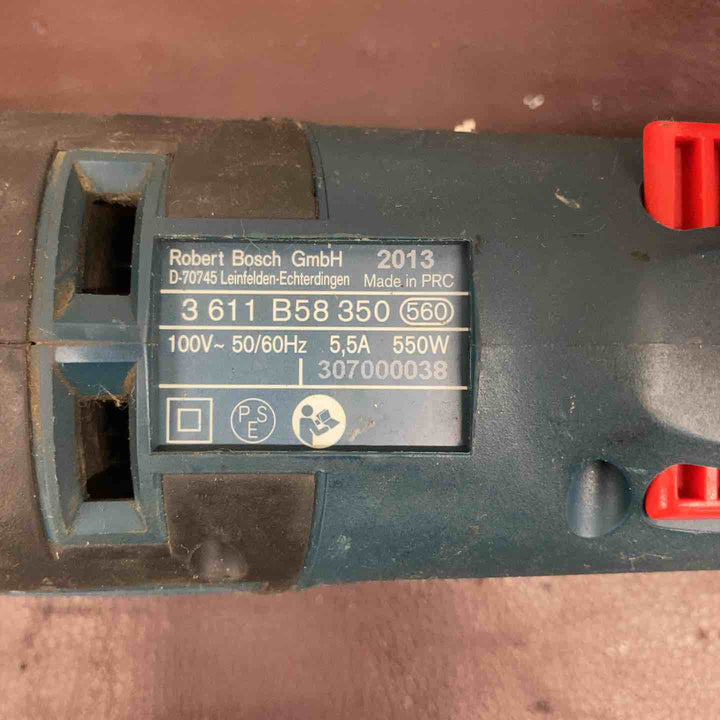 Robert Bosch GmbH 2013
D-70745 Leinfelden-Echterdingen Made in PRC
3 611 B58 350 560
100V~ 50/60Hz 5,5A 550W
307000038
PSE